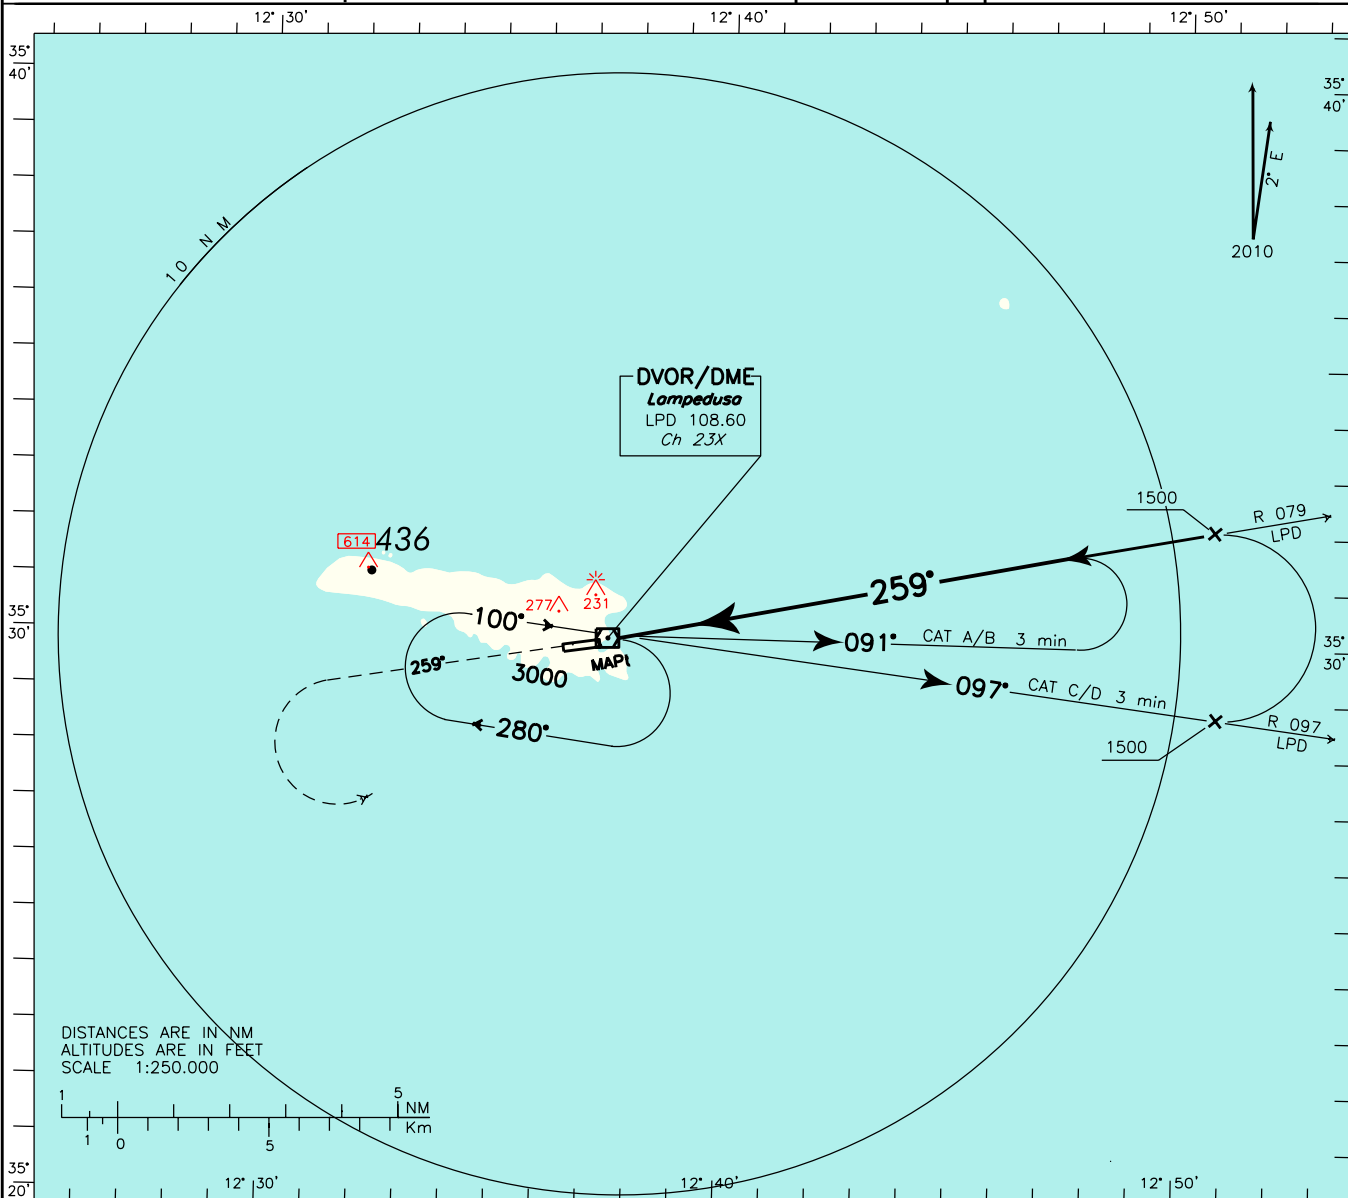 12° 30'
12° 40'
12° 50'
35°
40'
35°
40'
2° E
2010
10 NM
DVOR/DME
Lampedusa
LPD 108.60
Ch 23X
1500
R 079
LPD
614
436
259°
277
231
35°
30'
100°
091°
CAT A/B 3 min
35°
30'
MAPt
259°
3000
097°
CAT C/D 3 min
280°
R 097
LPD
1500
DISTANCES ARE IN NM
ALTITUDES ARE IN FEET
SCALE 1:250.000
1
5
NM
Km
1
0
5
35°
20'
12° 30'
12° 40'
12° 50'